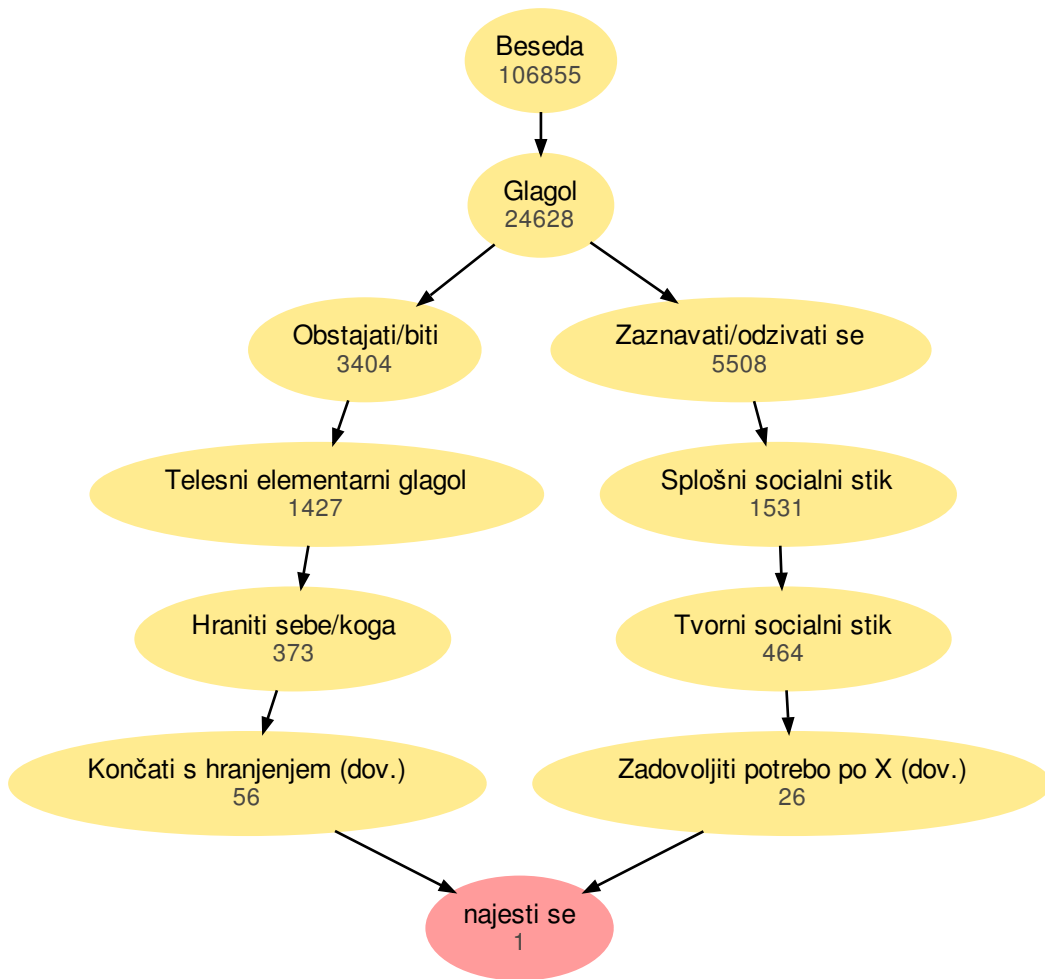 Beseda
106855
Glagol
24628
Obstajati/biti
3404
Zaznavati/odzivati se
5508
Telesni elementarni glagol
1427
Splošni socialni stik
1531
Hraniti sebe/koga
373
Tvorni socialni stik
464
Končati s hranjenjem (dov.)
56
Zadovoljiti potrebo po X (dov.)
26
najesti se
1